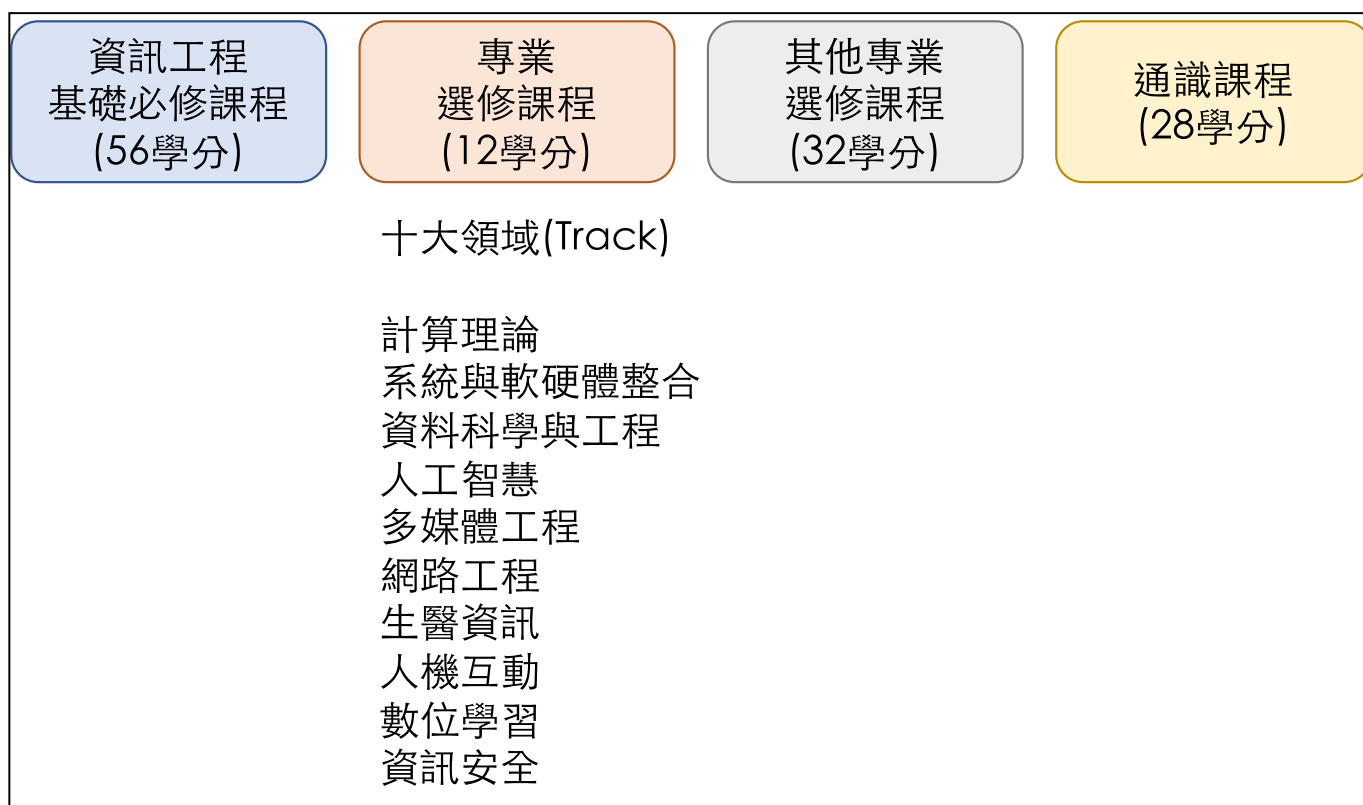 資訊工程
基礎必修課程
(56學分)
專業
選修課程
(12學分)
其他專業
選修課程
(32學分)
通識課程
(28學分)
十大領域(Track)
計算理論
系統與軟硬體整合
資料科學與工程
人工智慧
多媒體工程
網路工程
生醫資訊
人機互動
數位學習
資訊安全